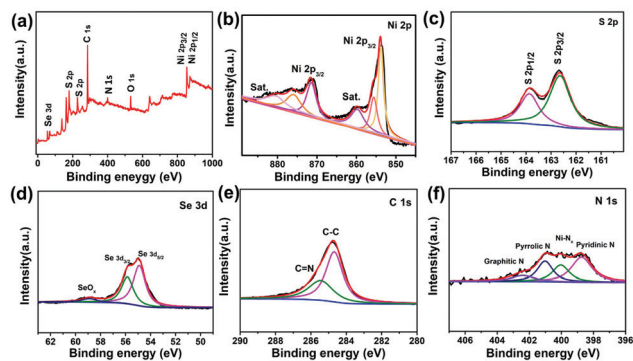 (a)
Intensity(a.u.)
Se 3d
S 2p
S 2p
C 1s
N 1s
O 1s
Ni 2p3/2
Ni 2p1/2
0 200 400 600 800 1000
Binding energy (eV)
(b)
Ni 2p
Intensity(a.u.)
Sat.
Ni 2p3/2
Sat.
Ni 2p3/2
880 870 860 850
Binding energy (eV)
(c)
S 2p
Intensity(a.u.)
S 2p1/2
S 2p3/2
167 166 165 164 163 162 161
Binding energy (eV)
(d)
Se 3d
Intensity(a.u.)
SeOx
Se 3d3/2
Se 3d5/2
62 60 58 56 54 52 50
Binding eneregy (eV)
(e)
C 1s
Intensity(a.u.)
C=N
C-C
290 288 286 284 282 280
Binding energy (eV)
(f)
N 1s
Intensity(a.u.)
Graphitic N
Pyrrolic N
Ni-Nx
Pyridinic N
406 404 402 400 398 396
Binding energy (eV)